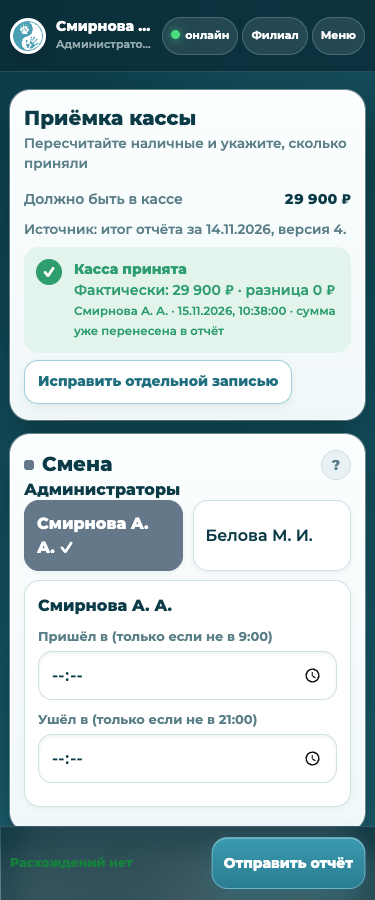 Смирнова ...
Администрато...
онлайн
Филиал
Меню
Приёмка кассы
Пересчитайте наличные и укажите, сколько
приняли
Должно быть в кассе 29 900 ₽
Источник: итог отчёта за 14.11.2026, версия 4.
Касса принята
Фактически: 29 900 ₽ · разница 0 ₽
Смирнова А. А. · 15.11.2026, 10:38:00 · сумма
уже перенесена в отчёт
Исправить отдельной записью
Смена
?
Администраторы
Смирнова А.
А. ✓
Белова М. И.
Смирнова А. А.
Пришёл в (только если не в 9:00)
--:--
Ушёл в (только если не в 21:00)
--:--
Расхождений нет
Отправить отчёт